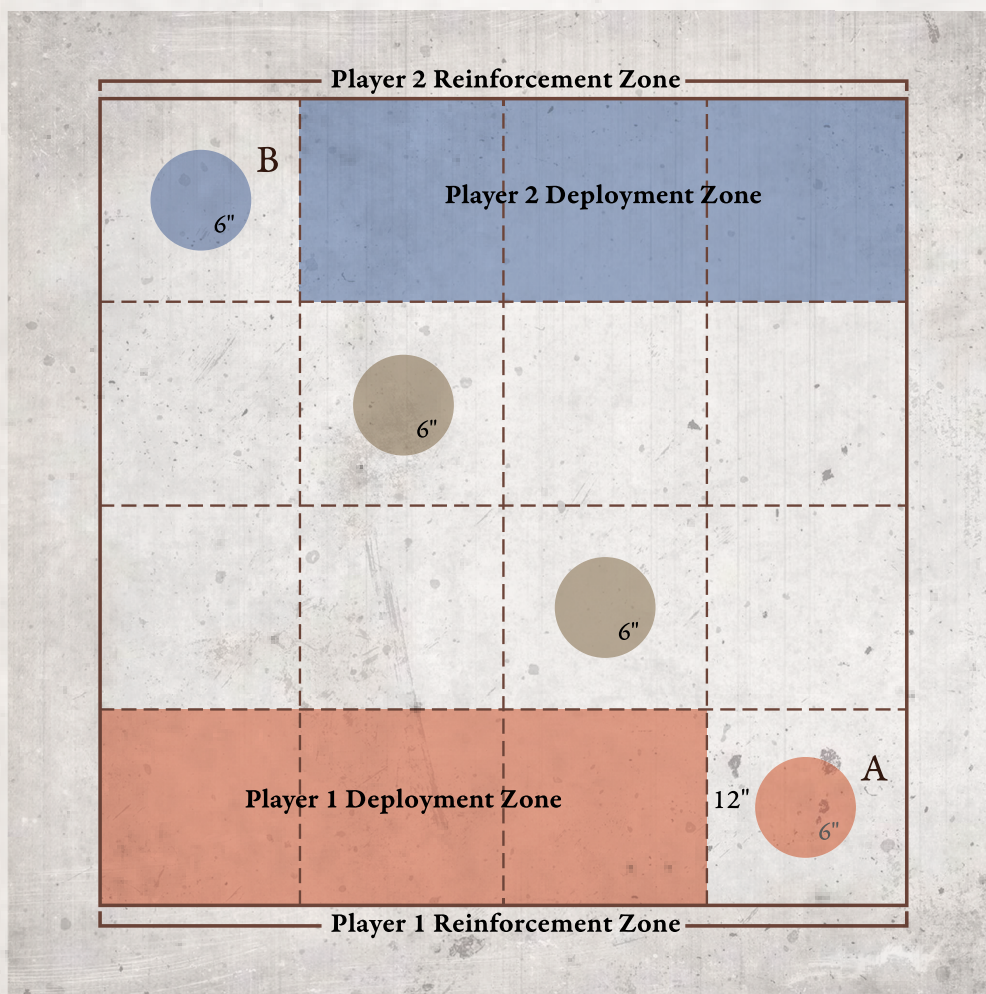 Player 2 Reinforcement Zone
B
Player 2 Deployment Zone
6"
6"
6"
A
Player 1 Deployment Zone
12"
6"
Player 1 Reinforcement Zone